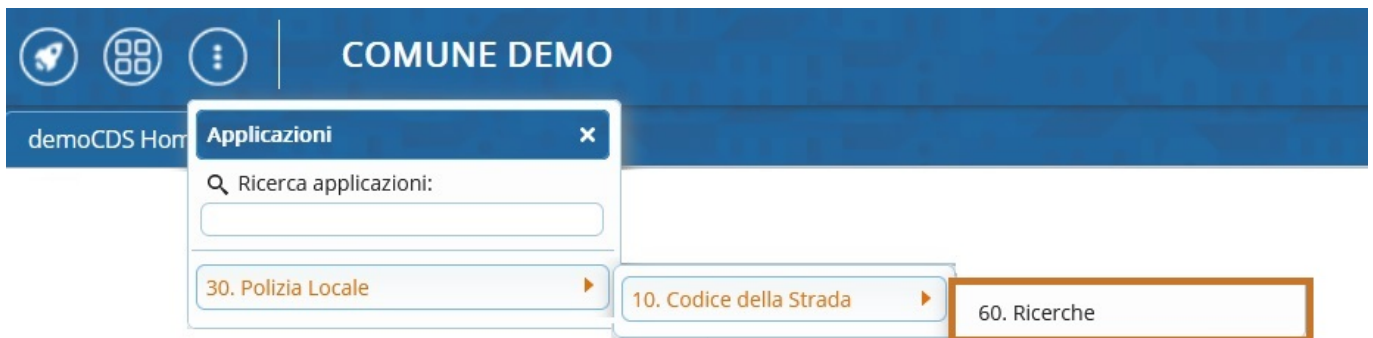 COMUNE DEMO
demoCDS Hom
Applicazioni
Ricerca applicazioni:
30. Polizia Locale
10. Codice della Strada
60. Ricerche